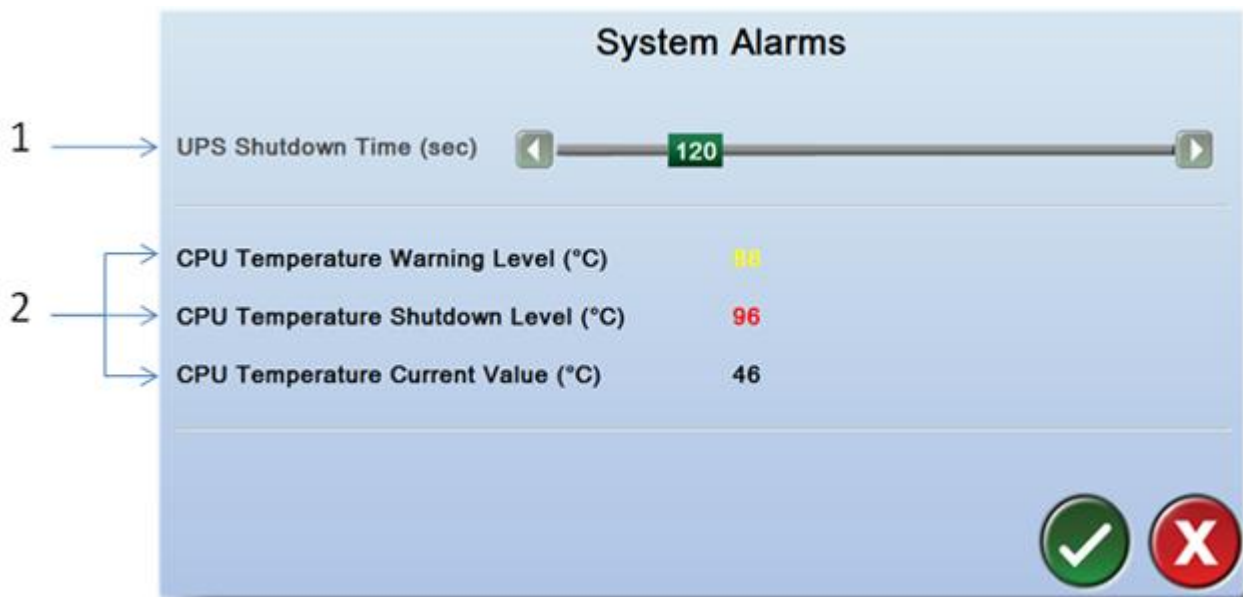 System Alarms
1 UPS Shutdown Time (sec) 120
CPU Temperature Warning Level (°C)
2 CPU Temperature Shutdown Level (°C) 96
CPU Temperature Current Value (°C) 46